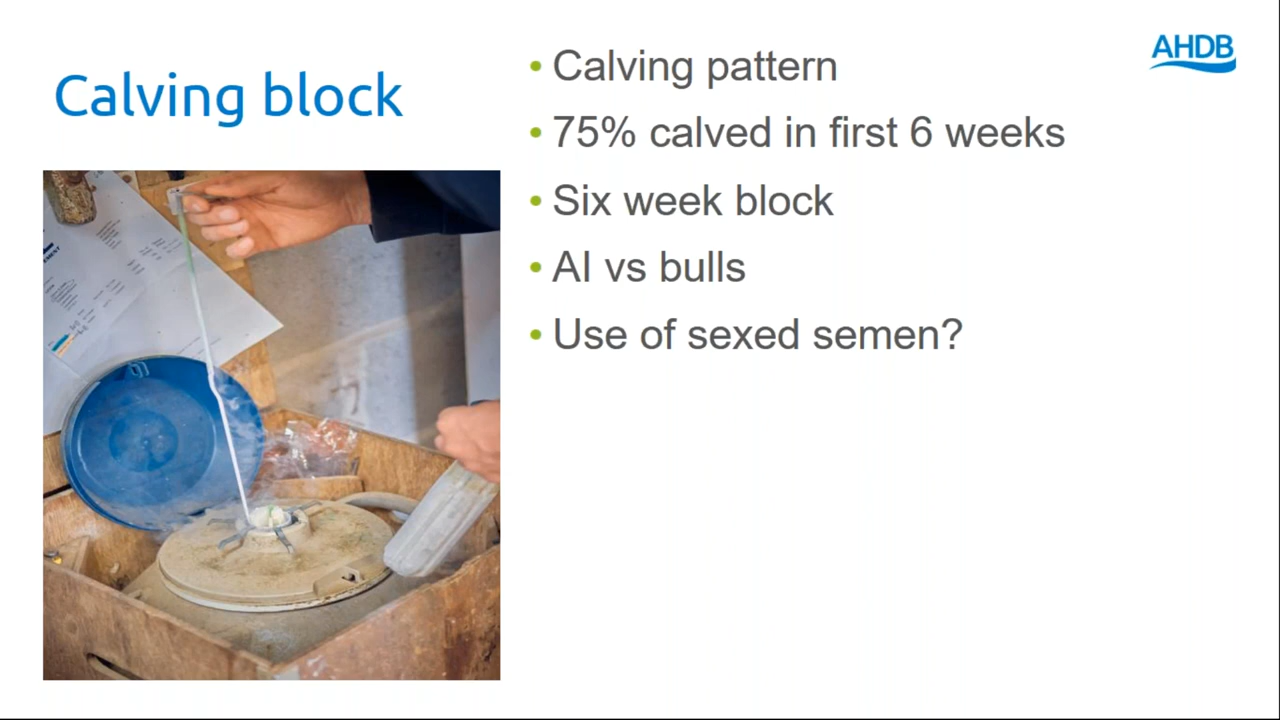 Calving block
AHDB
• Calving pattern
• 75% calved in first 6 weeks
• Six week block
• AI vs bulls
• Use of sexed semen?